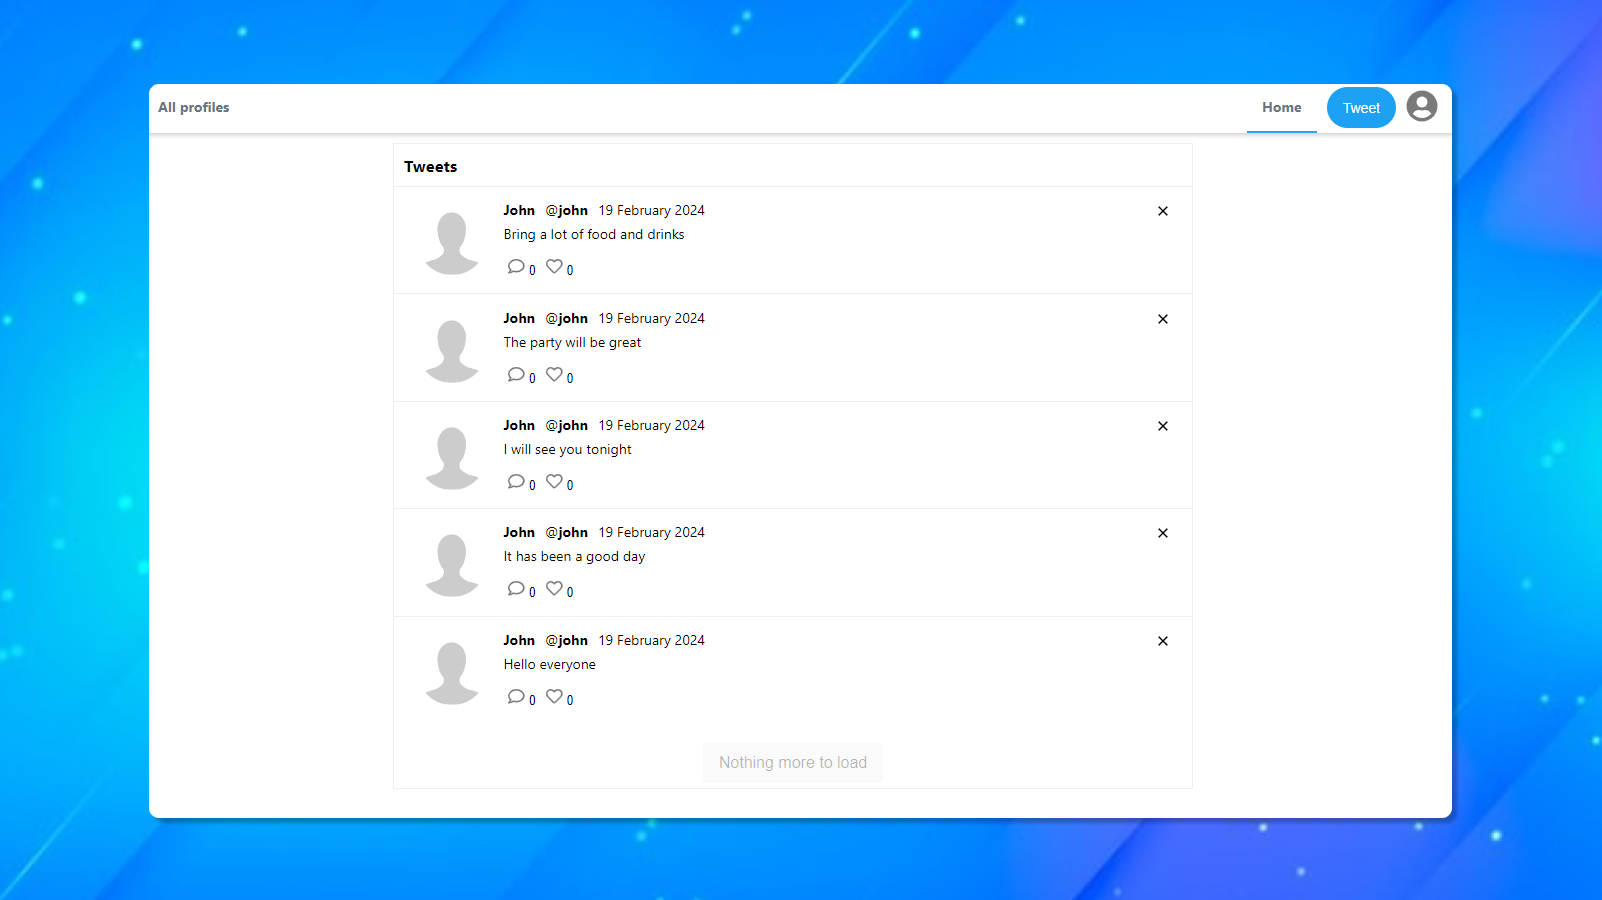 All profiles
Home
Tweet
Tweets
John @john 19 February 2024
Bring a lot of food and drinks
0 0
John @john 19 February 2024
The party will be great
0 0
John @john 19 February 2024
I will see you tonight
0 0
John @john 19 February 2024
It has been a good day
0 0
John @john 19 February 2024
Hello everyone
0 0
Nothing more to load